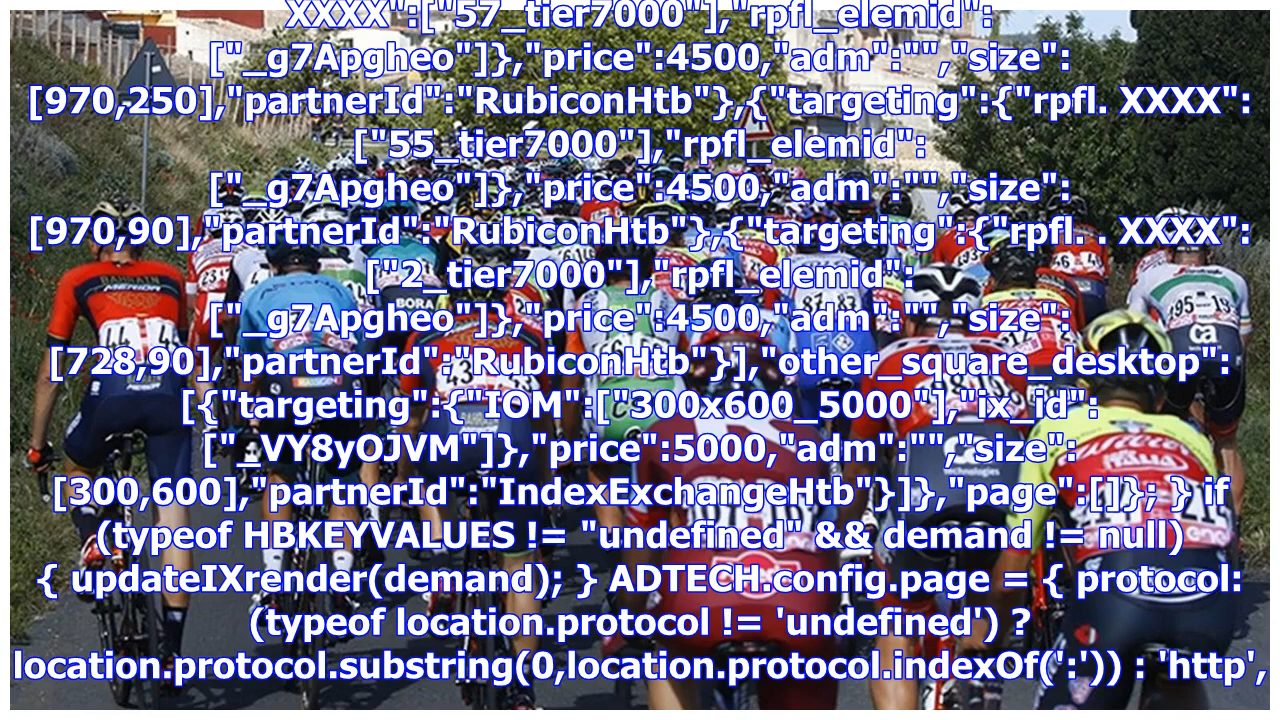 XXXX":["57_tier7000"],"rpfl_elemid":
["_g7Apgheo"]},"price":4500,"adm":"","size":
[970,250],"partnerId":"RubiconHtb"},{"targeting":{"rpfl. XXXX":
["55_tier7000"],"rpfl_elemid":
["_g7Apgheo"]},"price":4500,"adm":"","size":
[970,90],"partnerId":"RubiconHtb"},{"targeting":{"rpfl. . XXXX":
["2_tier7000"],"rpfl_elemid":
["_g7Apgheo"]},"price":4500,"adm":"","size":
[728,90],"partnerId":"RubiconHtb"}],"other_square_desktop":
[{"targeting":{"IOM":["300x600_5000"],"ix_id":
["_VY8yOJVM"]},"price":5000,"adm":"","size":
[300,600],"partnerId":"IndexExchangeHtb"}]},"page":[]}; } if
(typeof HBKEYVALUES != "undefined" && demand != null)
{ updateIXrender(demand); } ADTECH.config.page = { protocol:
(typeof location.protocol != 'undefined') ?
location.protocol.substring(0,location.protocol.indexOf(':')) : 'http',
MERIDA
BORA